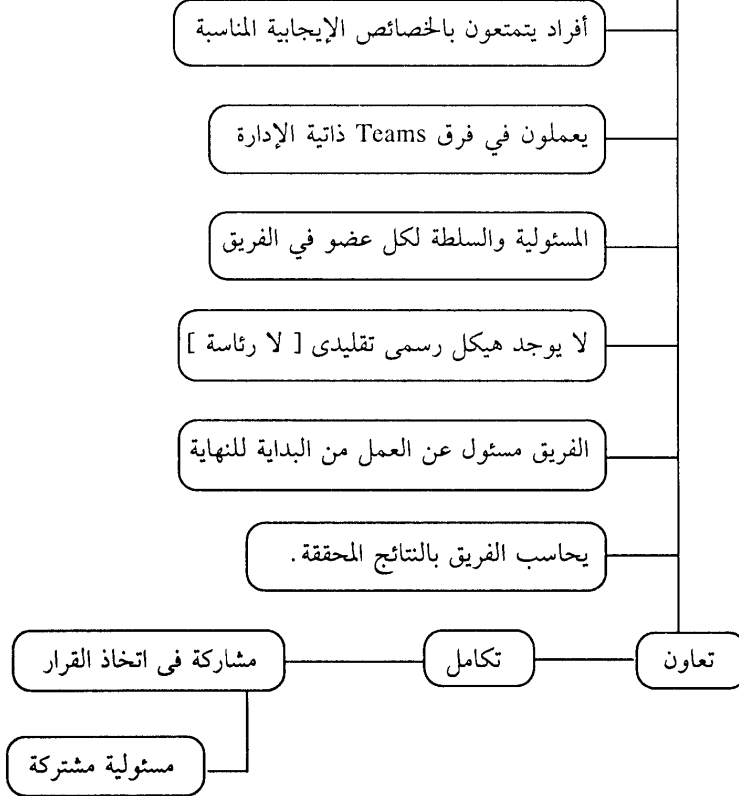 أفراد يتمتعون بالخصائص الإيجابية المناسبة
يعملون في فرق Teams ذاتية الإدارة
المسئولية والسلطة لكل عضو في الفريق
لا يوجد هيكل رسمى تقليدى [ لا رئاسة ]
الفريق مسئول عن العمل من البداية للنهاية
يحاسب الفريق بالنتائج المحققة .
تعاون
تكامل
مشاركة فى اتخاذ القرار
مسئولية مشتركة